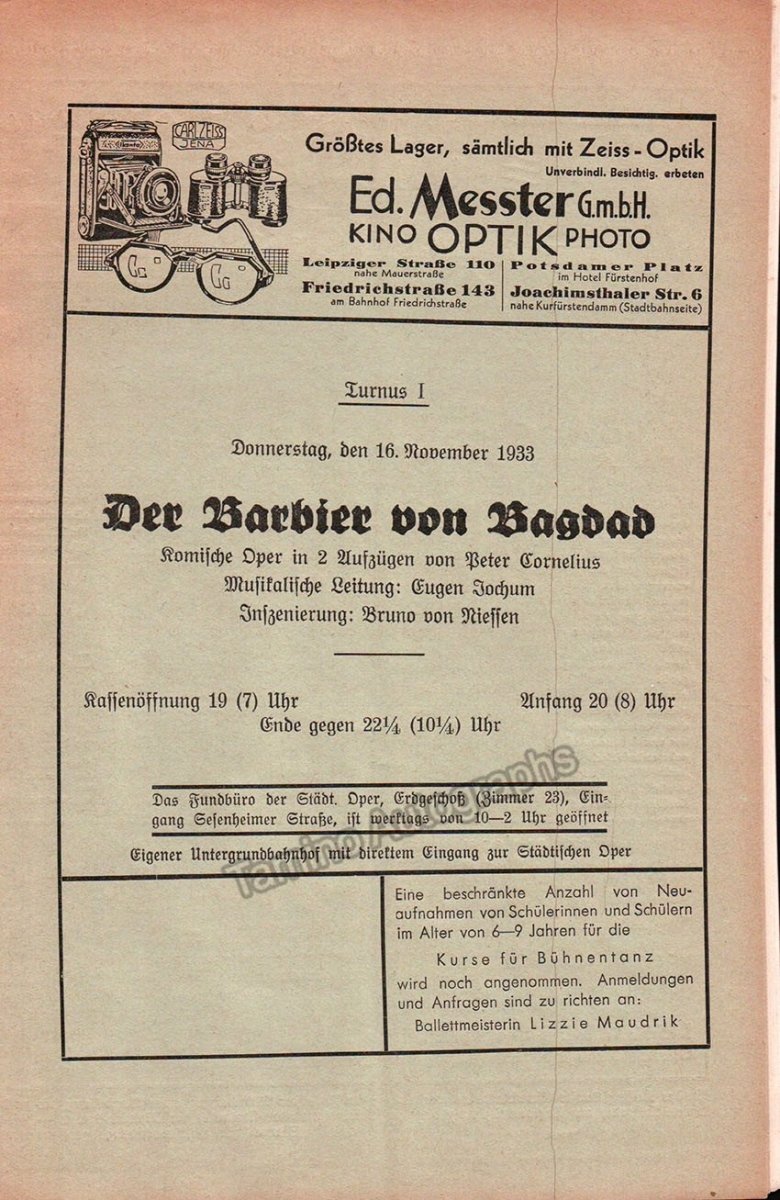 CARL ZEISS
JENA
Größtes Lager, sämtlich mit Zeiss-Optik
Unverbindl. Besichtig. erbeten
Ed. Messter G.m.b.H.
KINO OPTIK PHOTO
Leipziger Straße 110
nahe Mauerstraße
Friedrichstraße 143
am Bahnhof Friedrichstraße
Potsdamer Platz
im Hotel Fürstenhof
Joachimsthaler Str. 6
nahe Kurfürstendamm (Stadtbahnseite)
Turnus I
Donnerstag, den 16. November 1933
Der Barbier von Bagdad
Komische Oper in 2 Aufzügen von Peter Cornelius
Musikalische Leitung: Eugen Jochum
Inszenierung: Bruno von Niessen
Kassenöffnung 19 (7) Uhr Anfang 20 (8) Uhr
Ende gegen 22¼ (10¼) Uhr
Das Fundbüro der Städt. Oper, Erdgeschoß (Zimmer 23), Ein-
gang Sesenheimer Straße, ist werktags von 10—2 Uhr geöffnet
Eigener Untergrundbahnhof mit direktem Eingang zur Städtischen Oper
Tamino Autographs
Eine beschränkte Anzahl von Neu-
aufnahmen von Schülerinnen und Schülern
im Alter von 6—9 Jahren für die
Kurse für Bühnentanz
wird noch angenommen. Anmeldungen
und Anfragen sind zu richten an:
Ballettmeisterin Lizzie Maudrik